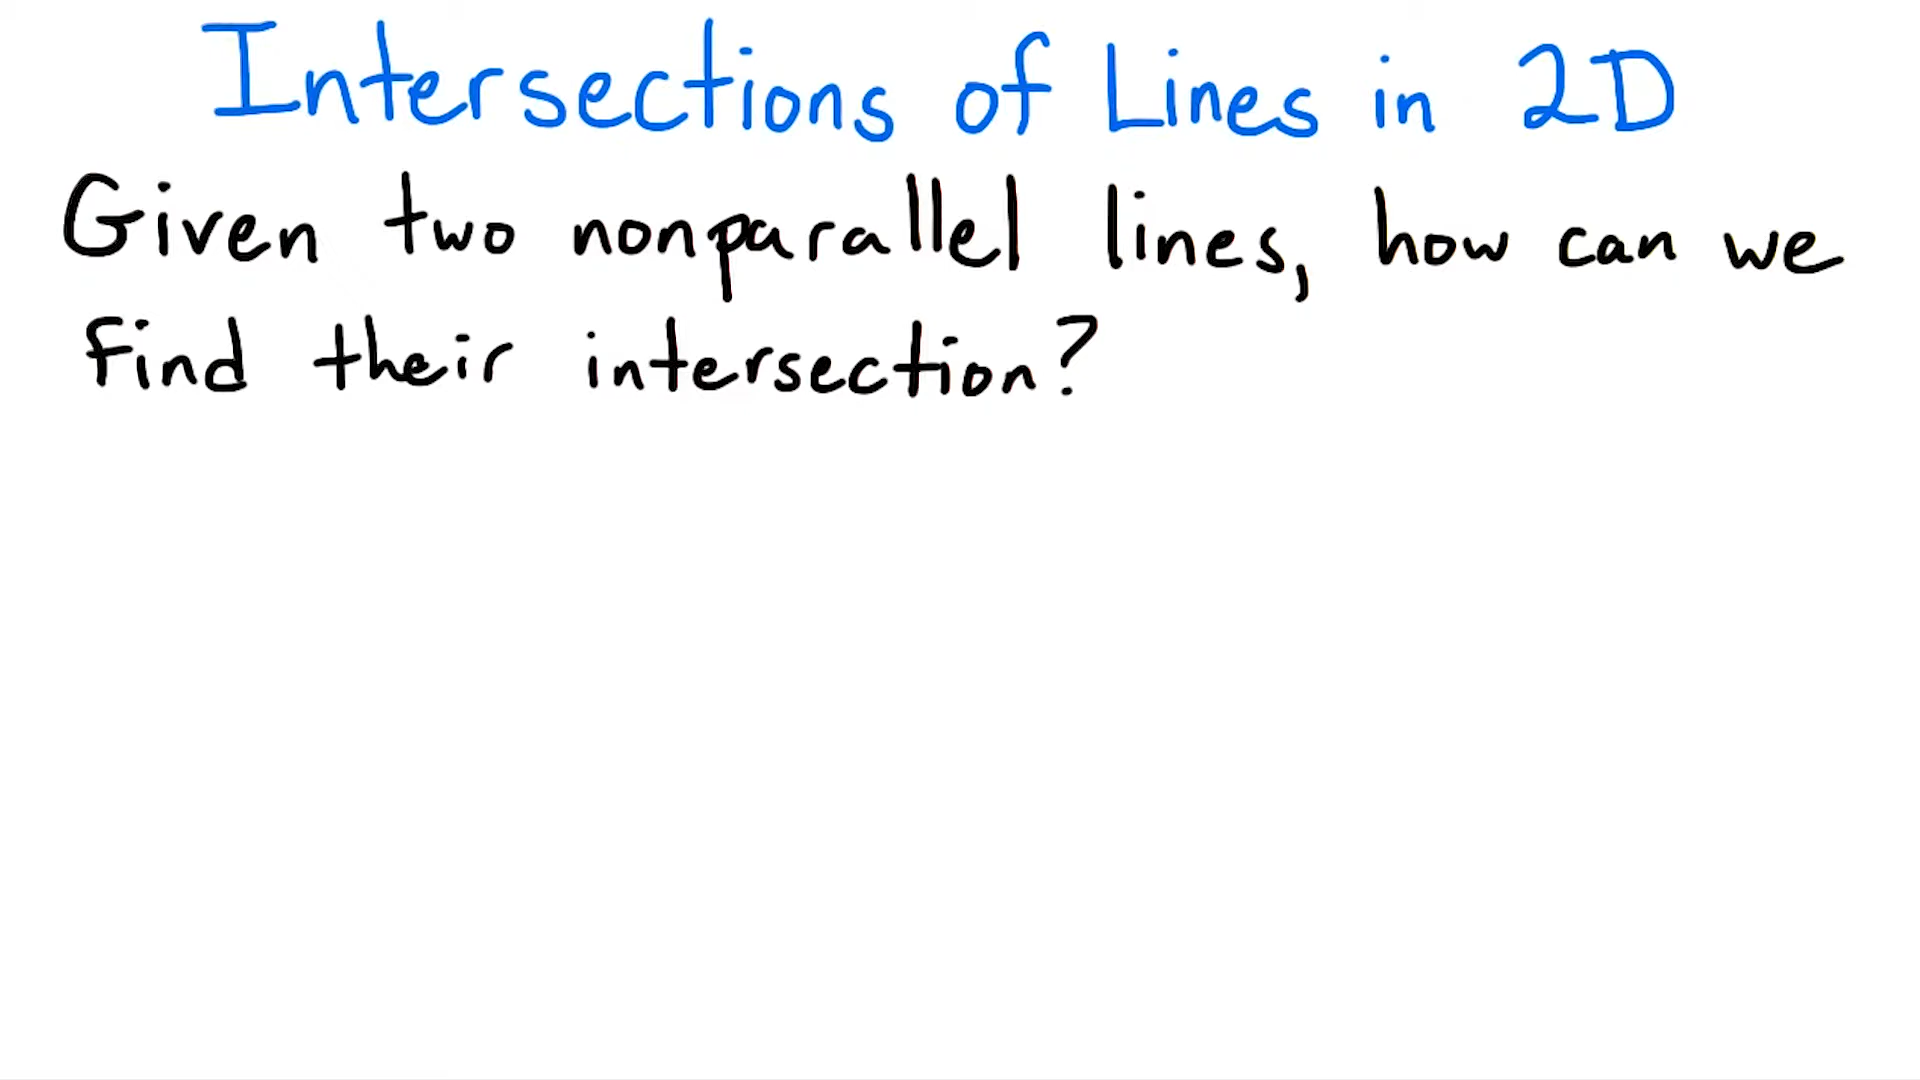 Intersections of Lines in 2D
Given two nonparallel lines, how can we
find their intersection?